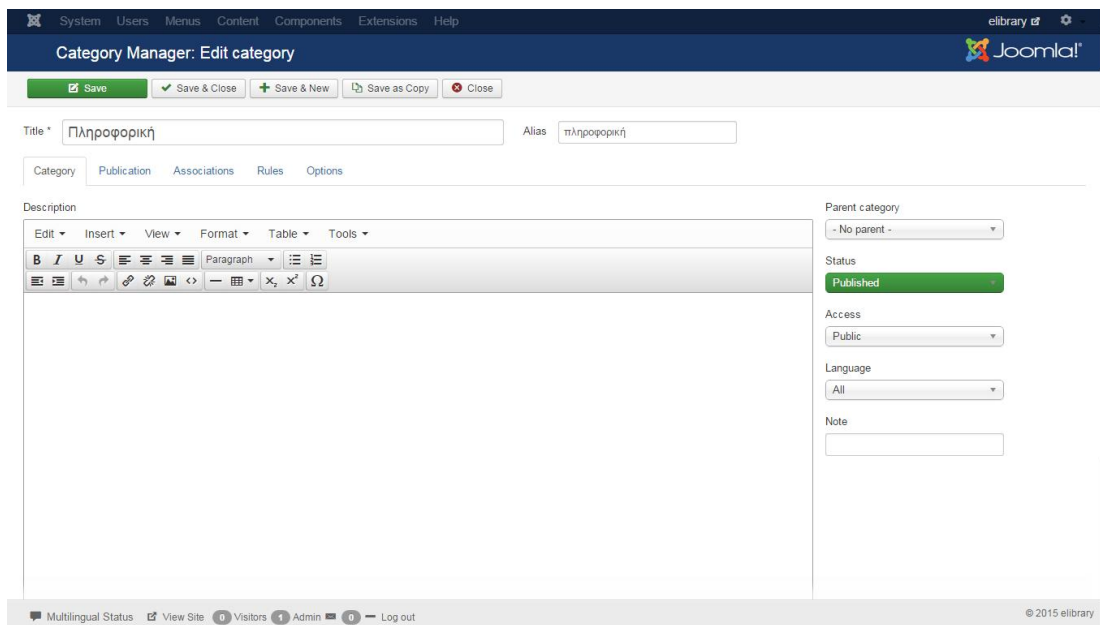 System Users Menus Content Components Extensions Help elibrary
Category Manager: Edit category Joomla!®
Save Save & Close Save & New Save as Copy Close
Title * Πληροφορική Alias πληροφορική
Category Publication Associations Rules Options
Description
Edit Insert View Format Table Tools
B I U S Paragraph
X₂ X² Ω
Parent category
- No parent -
Status
Published
Access
Public
Language
All
Note
Multilingual Status View Site 0 Visitors 1 Admin 0 Log out © 2015 elibrary